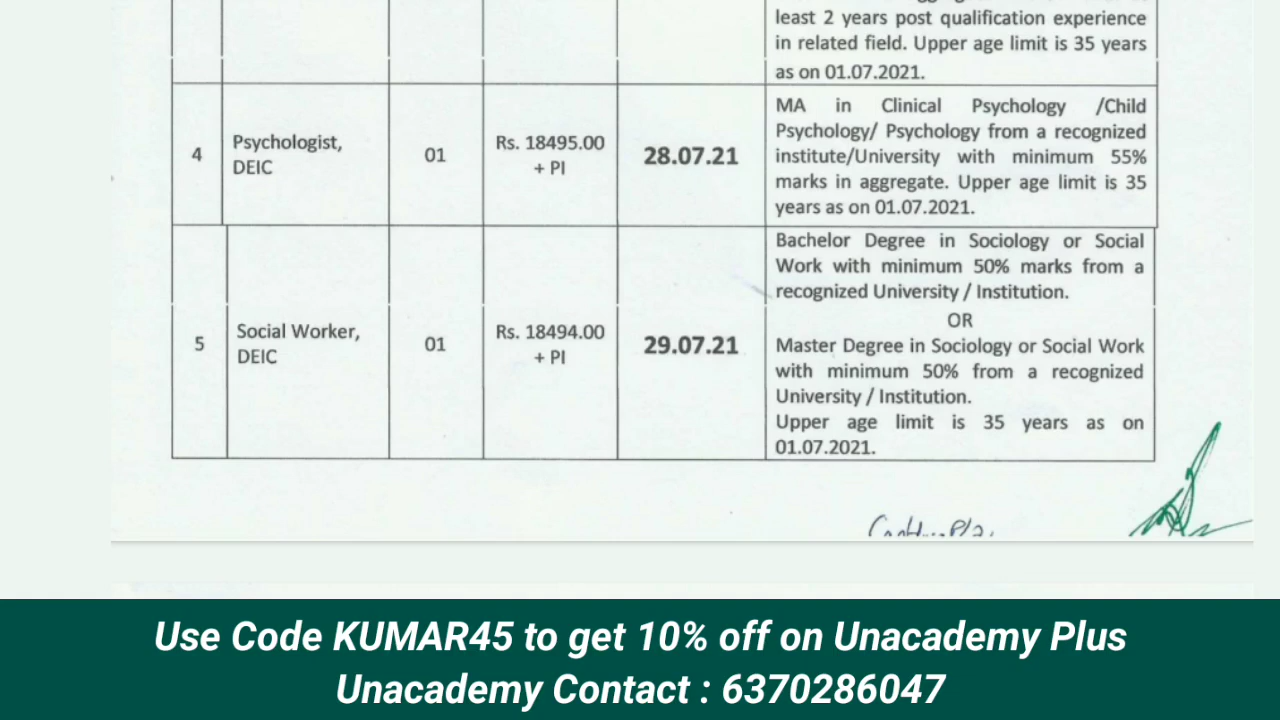 least 2 years post qualification experience
in related field. Upper age limit is 35 years
as on 01.07.2021.
4
Psychologist,
DEIC
01
Rs. 18495.00
+ PI
28.07.21
MA in Clinical Psychology /Child
Psychology/ Psychology from a recognized
institute/University with minimum 55%
marks in aggregate. Upper age limit is 35
years as on 01.07.2021.
5
Social Worker,
DEIC
01
Rs. 18494.00
+ PI
29.07.21
Bachelor Degree in Sociology or Social
Work with minimum 50% marks from a
recognized University / Institution.
OR
Master Degree in Sociology or Social Work
with minimum 50% from a recognized
University / Institution.
Upper age limit is 35 years as on
01.07.2021.
Use Code KUMAR45 to get 10% off on Unacademy Plus
Unacademy Contact : 6370286047